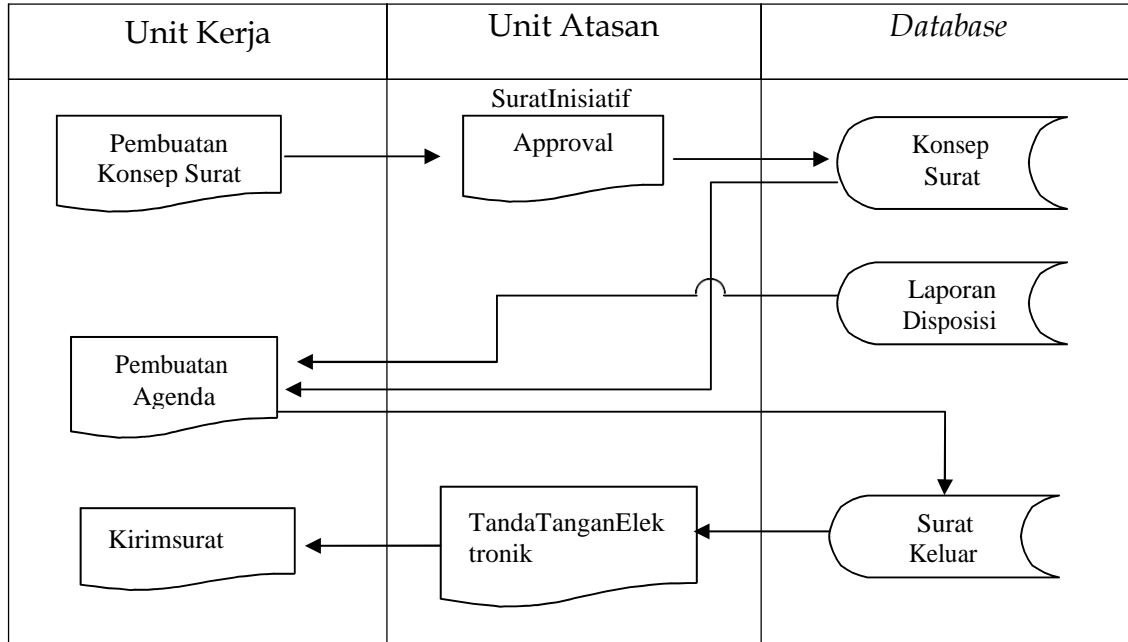 Unit Kerja
Unit Atasan
Database
SuratInisiatif
Pembuatan
Konsep Surat
Approval
Konsep
Surat
Laporan
Disposisi
Pembuatan
Agenda
Kirimsurat
TandaTanganElek
tronik
Surat
Keluar